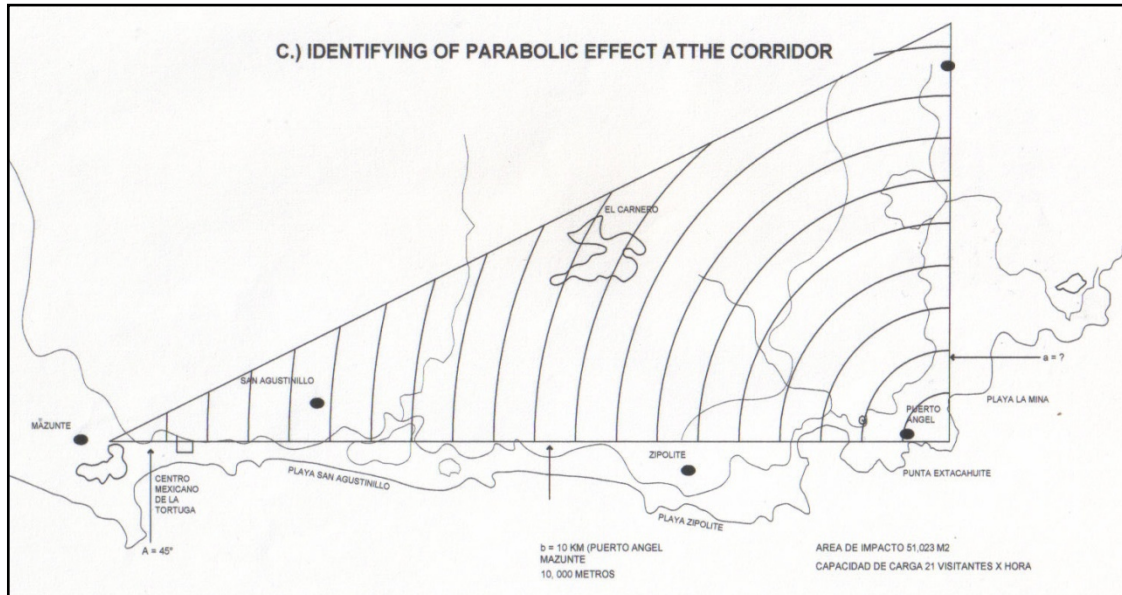 C.) IDENTIFYING OF PARABOLIC EFFECT ATTHE CORRIDOR
EL CARNERO
SAN AGUSTINILLO
a = ?
MAZUNTE
PLAYA LA MINA
PUERTO
ANGEL
ZIPOLITE
PUNTA EXTACAHUITE
CENTRO
MEXICANO
DE LA
TORTUGA
PLAYA SAN AGUSTINILLO
PLAYA ZIPOLITE
A = 45°
b = 10 KM (PUERTO ANGEL
MAZUNTE
10, 000 METROS
AREA DE IMPACTO 51,023 M2
CAPACIDAD DE CARGA 21 VISITANTES X HORA